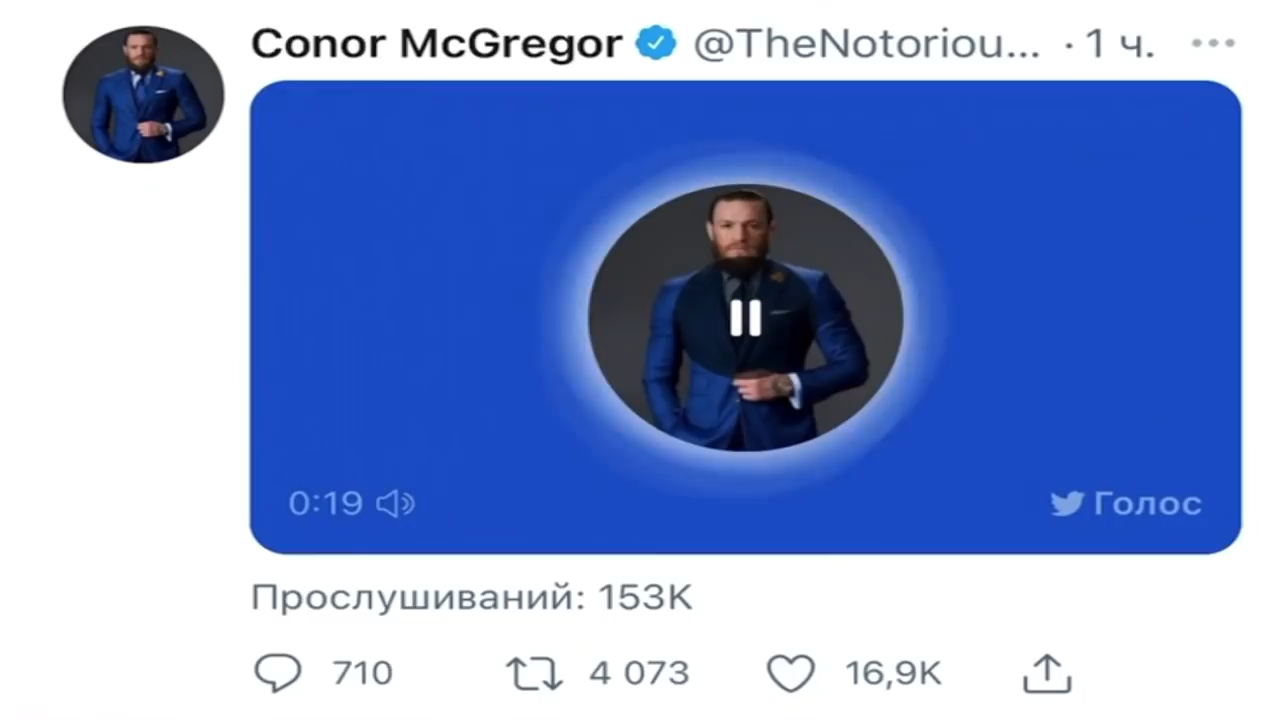 Conor McGregor @TheNotoriou... · 1 ч.
0:19
Голос
Прослушиваний: 153K
710 4 073 16,9K